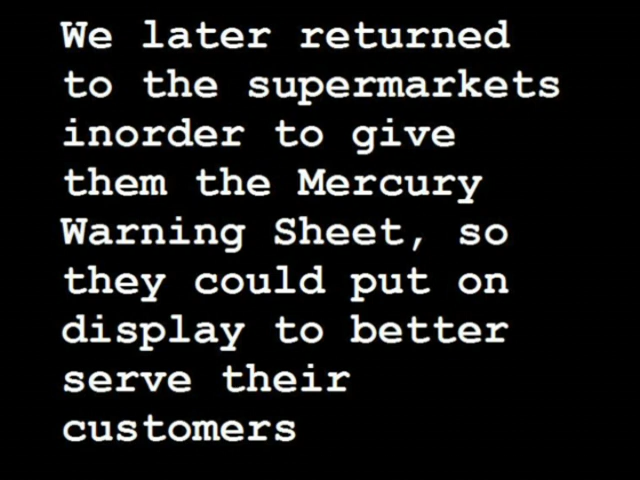 We later returned
to the supermarkets
inorder to give
them the Mercury
Warning Sheet, so
they could put on
display to better
serve their
customers